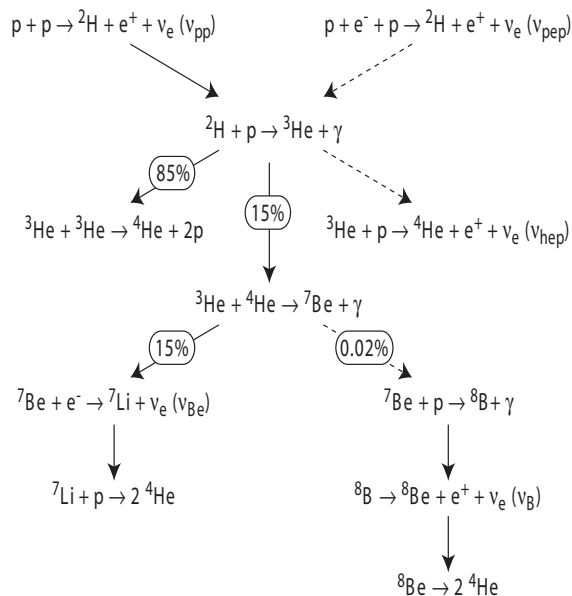 p + p → ²H + e⁺ + νₑ (νₚₚ)
p + e⁻ + p → ²H + e⁺ + νₑ (νₚₑₚ)
²H + p → ³He + γ
85%
15%
³He + ³He → ⁴He + 2p
³He + p → ⁴He + e⁺ + νₑ (νₕₑₚ)
³He + ⁴He → ⁷Be + γ
15%
0.02%
⁷Be + e⁻ → ⁷Li + νₑ (ν_Be)
⁷Be + p → ⁸B + γ
⁷Li + p → 2 ⁴He
⁸B → ⁸Be + e⁺ + νₑ (ν_B)
⁸Be → 2 ⁴He